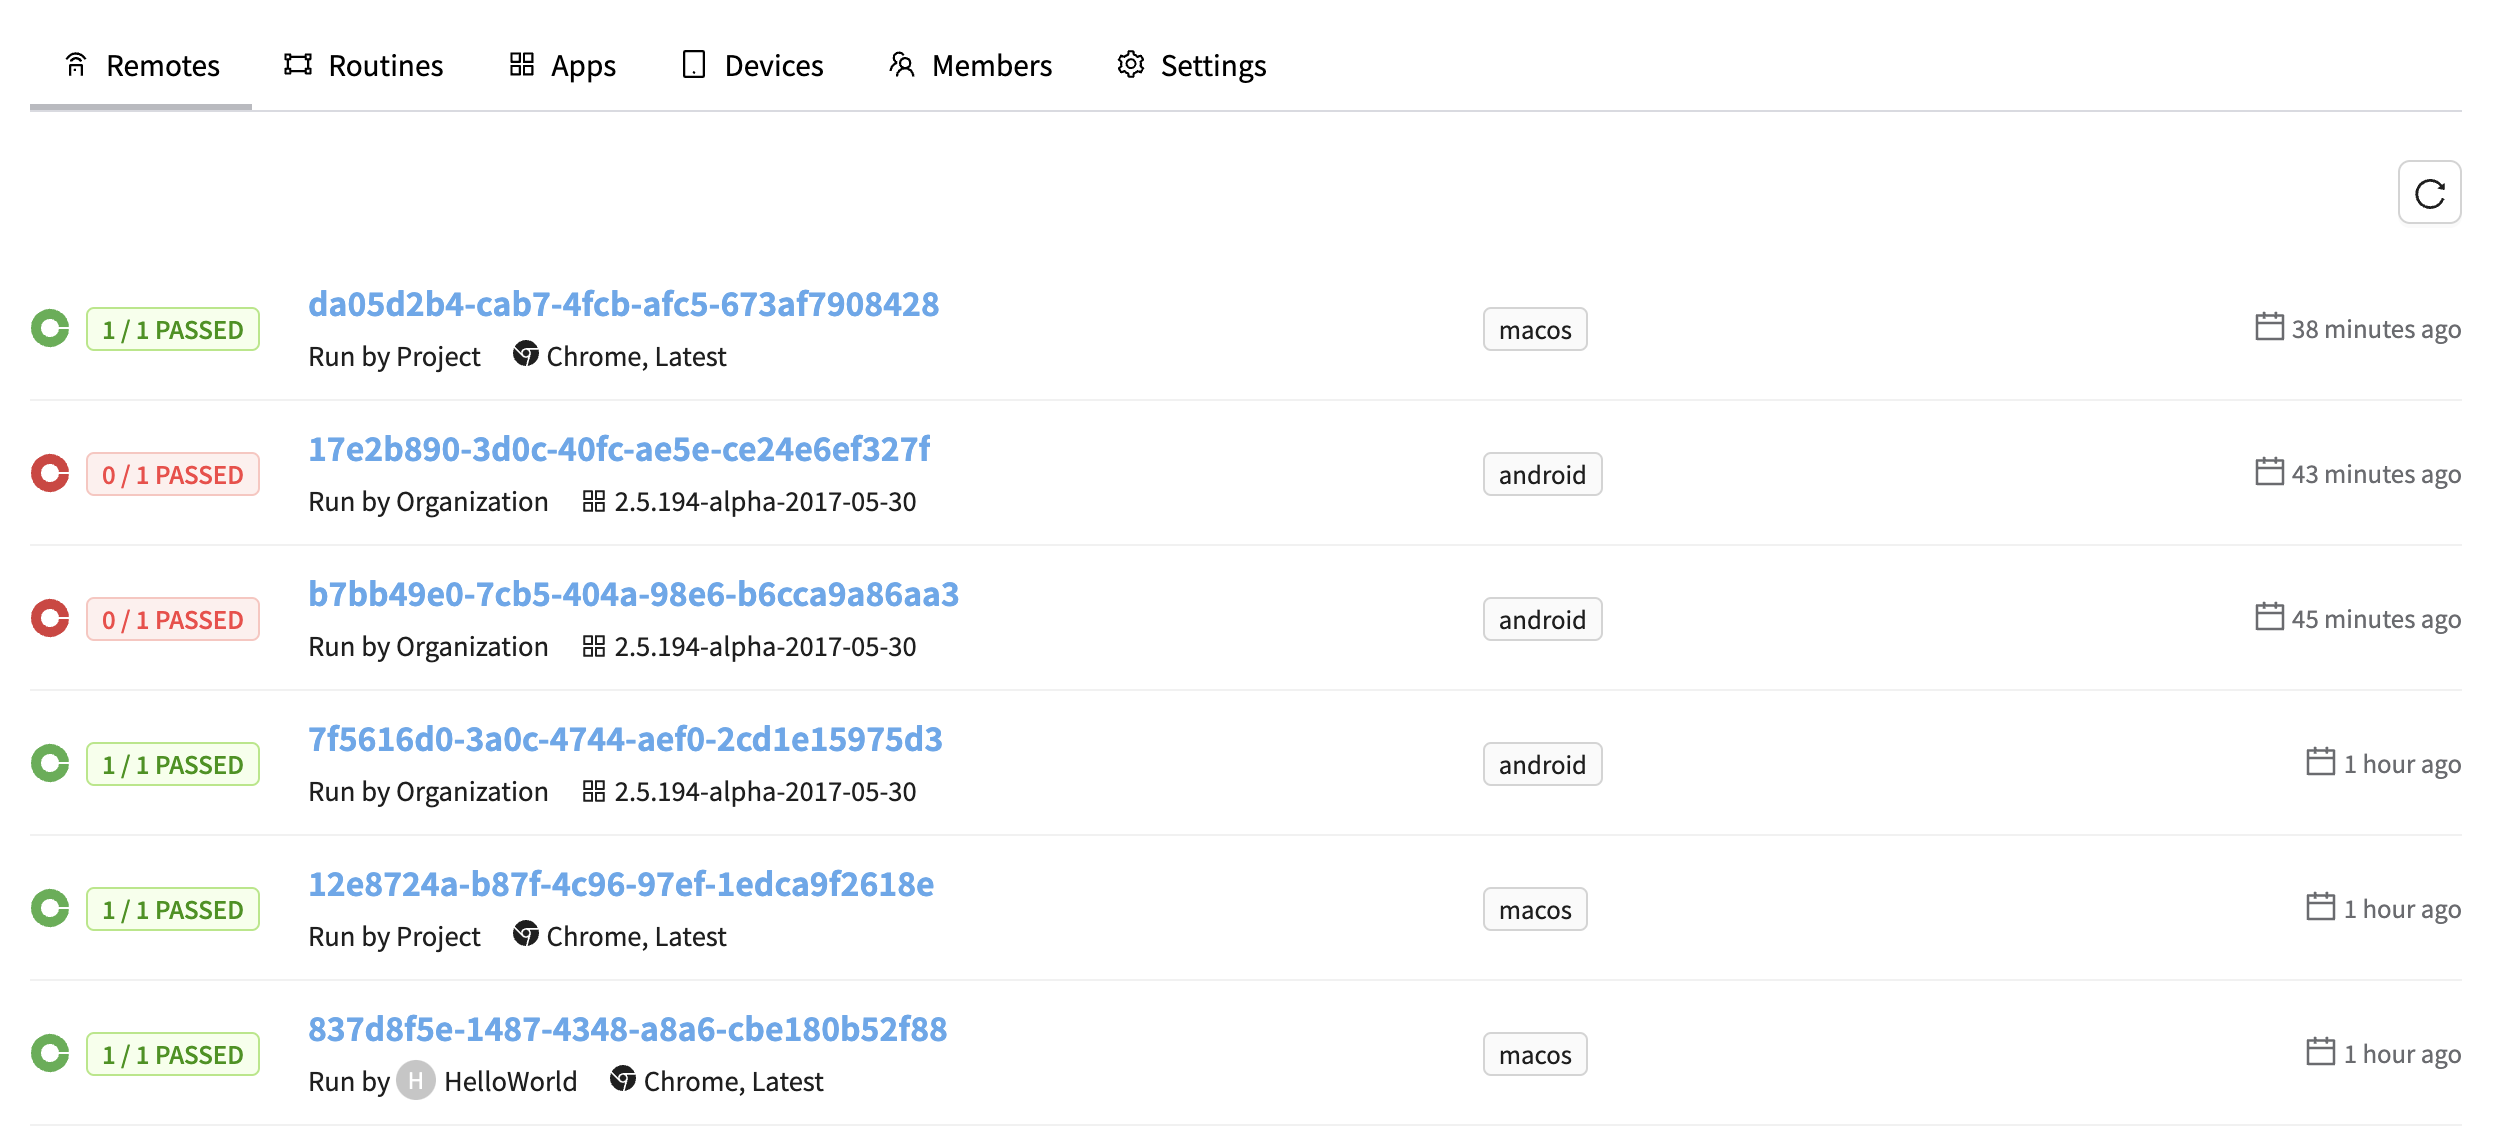 Remotes Routines Apps Devices Members Settings
1 / 1 PASSED da05d2b4-cab7-4fcb-afc5-673af7908428 macos 38 minutes ago
Run by Project Chrome, Latest
0 / 1 PASSED 17e2b890-3d0c-40fc-ae5e-ce24e6ef327f android 43 minutes ago
Run by Organization 2.5.194-alpha-2017-05-30
0 / 1 PASSED b7bb49e0-7cb5-404a-98e6-b6cca9a86aa3 android 45 minutes ago
Run by Organization 2.5.194-alpha-2017-05-30
1 / 1 PASSED 7f5616d0-3a0c-4744-aef0-2cd1e15975d3 android 1 hour ago
Run by Organization 2.5.194-alpha-2017-05-30
1 / 1 PASSED 12e8724a-b87f-4c96-97ef-1edca9f2618e macos 1 hour ago
Run by Project Chrome, Latest
1 / 1 PASSED 837d8f5e-1487-4348-a8a6-cbe180b52f88 macos 1 hour ago
Run by H HelloWorld Chrome, Latest